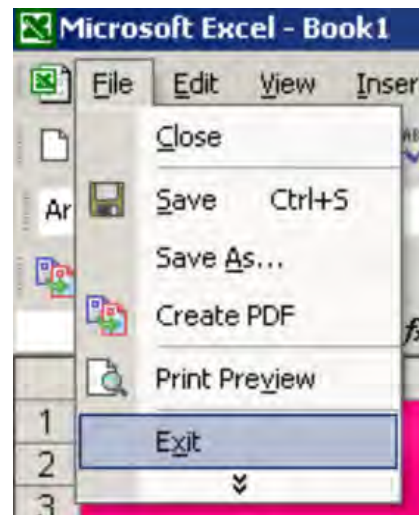 Microsoft Excel - Book1
File Edit View Inser
Close
Save Ctrl+S
Ar
Save As...
Create PDF
Print Preview
Exit
1
2
3